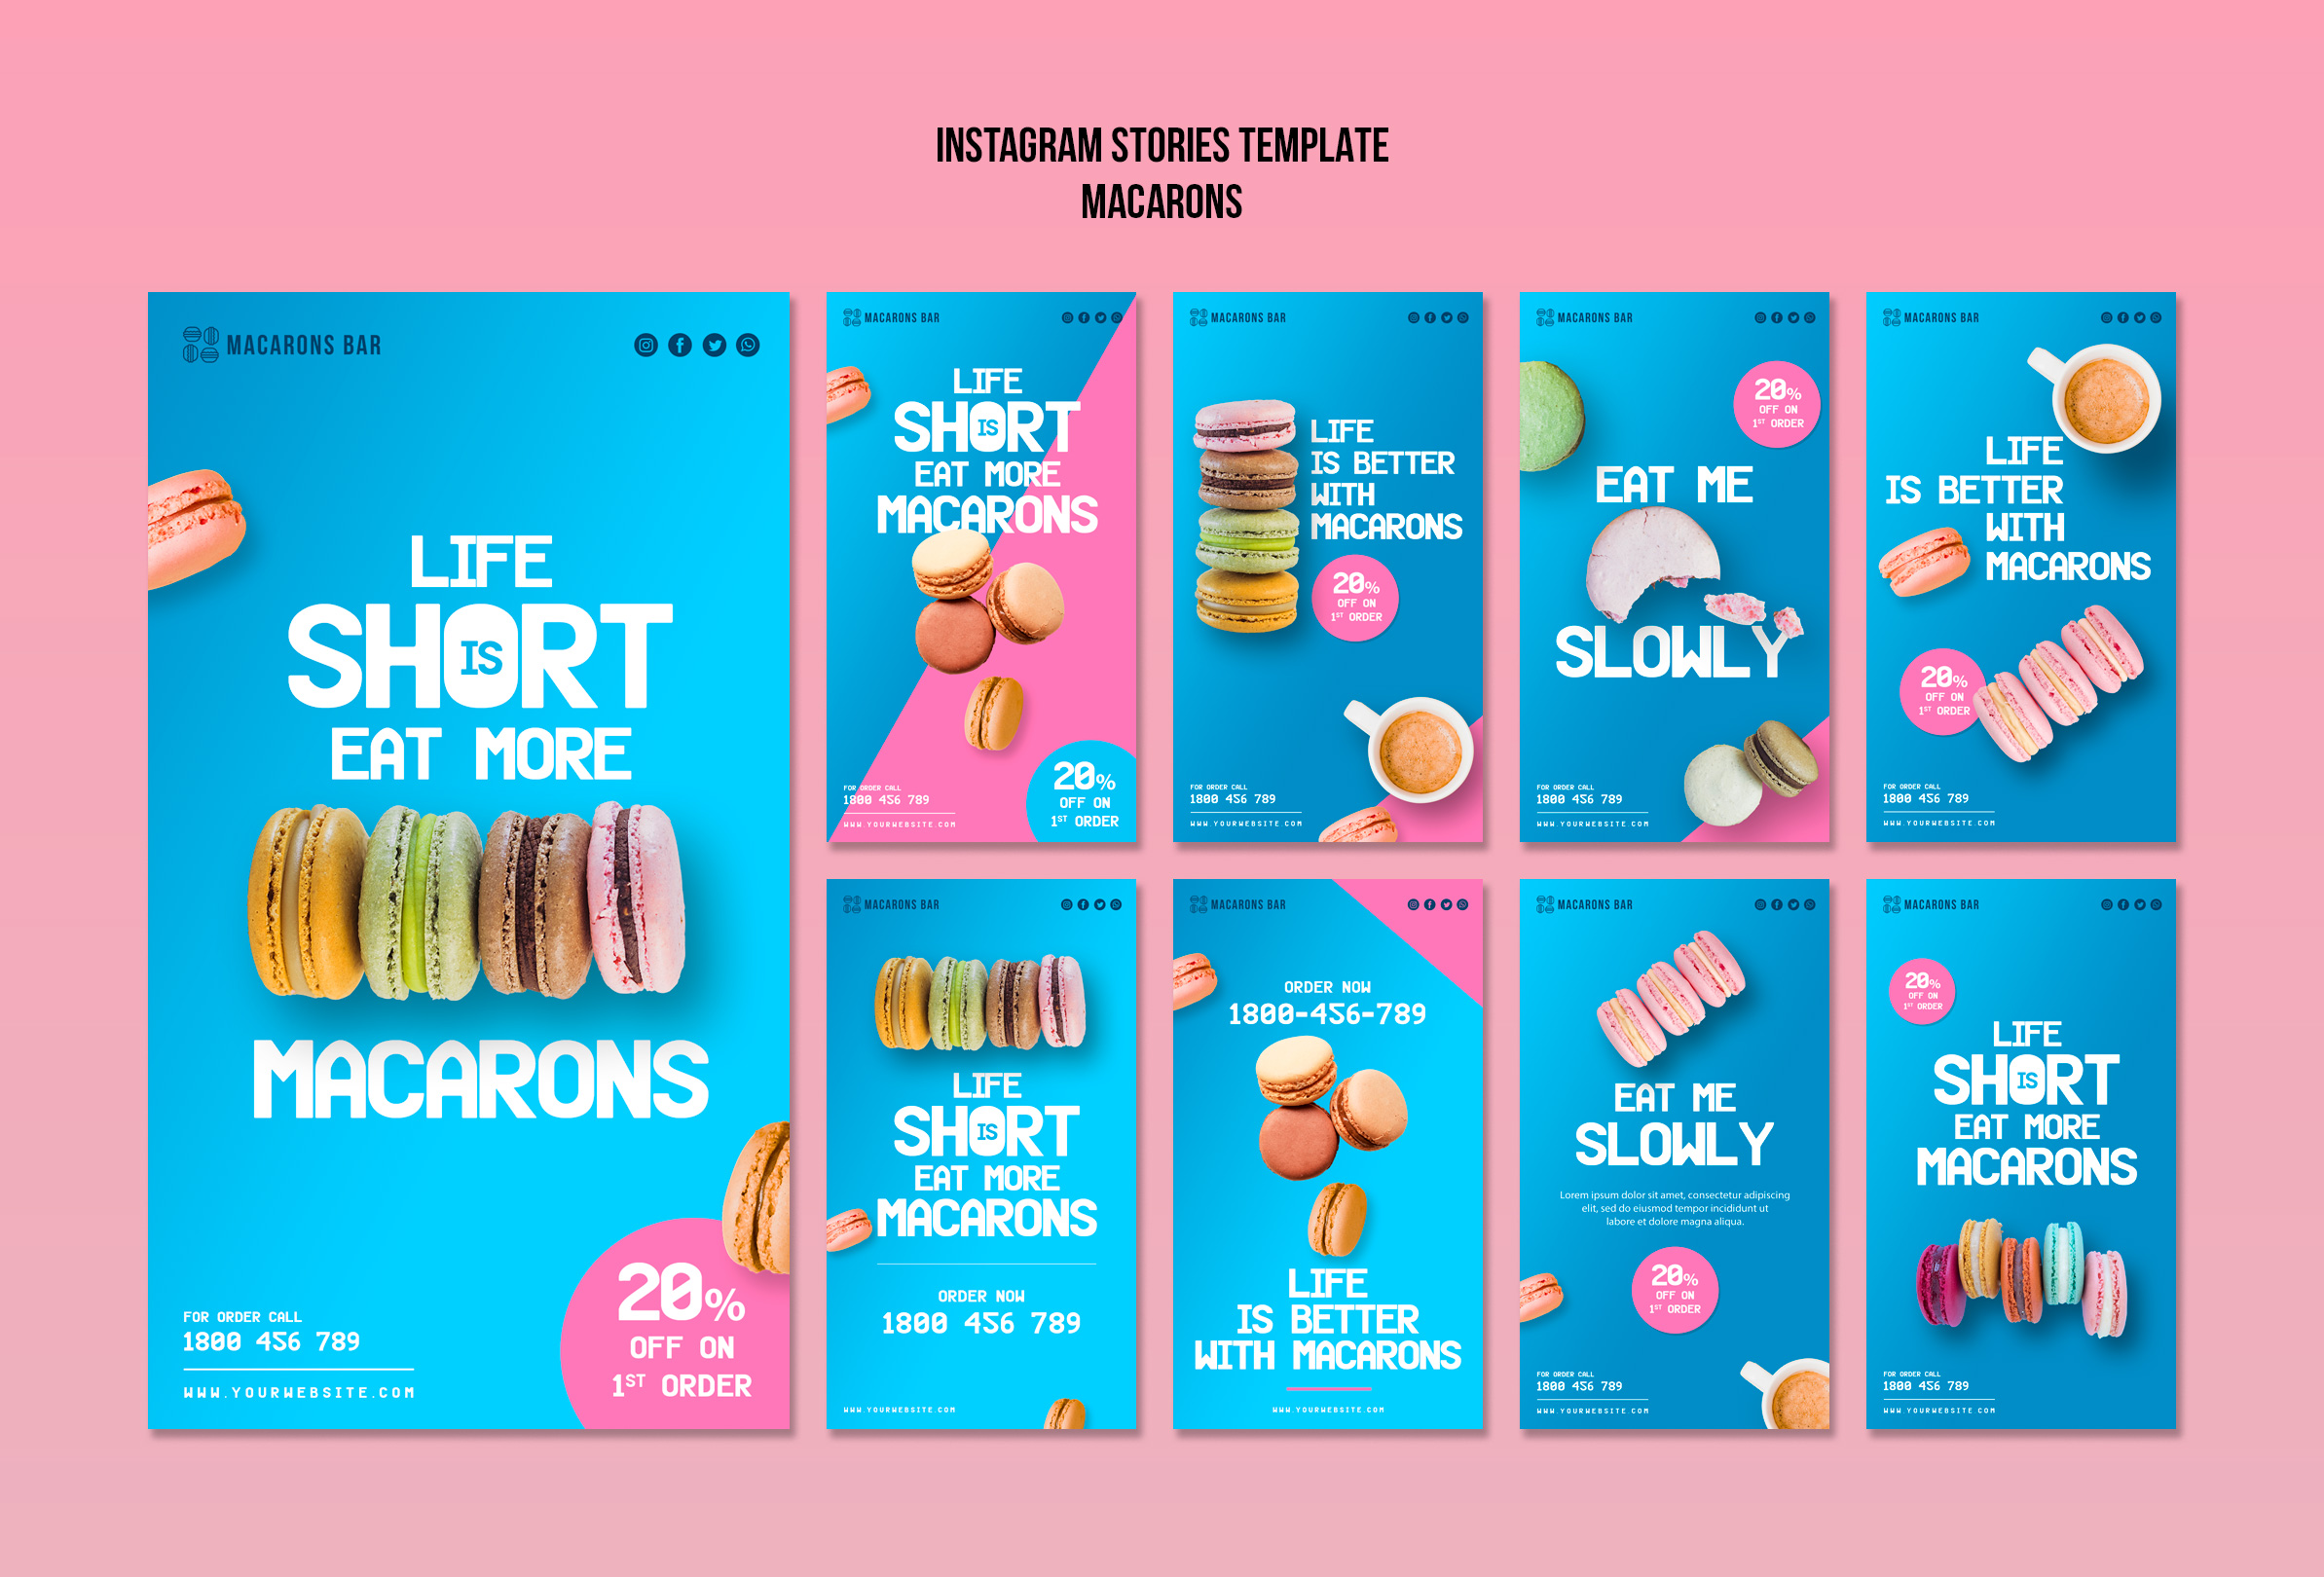 INSTAGRAM STORIES TEMPLATE
MACARONS
MACARONS BAR
LIFE
SHORT
IS
EAT MORE
MACARONS
FOR ORDER CALL
1800 456 789
WWW.YOURWEBSITE.COM
20%
OFF ON
1ST ORDER
MACARONS BAR
LIFE
SHORT
IS
EAT MORE
MACARONS
FOR ORDER CALL
1800 456 789
WWW.YOURWEBSITE.COM
20%
OFF ON
1ST ORDER
MACARONS BAR
LIFE
IS BETTER
WITH
MACARONS
20%
OFF ON
1ST ORDER
FOR ORDER CALL
1800 456 789
WWW.YOURWEBSITE.COM
MACARONS BAR
20%
OFF ON
1ST ORDER
EAT ME
SLOWLY
FOR ORDER CALL
1800 456 789
WWW.YOURWEBSITE.COM
MACARONS BAR
LIFE
IS BETTER
WITH
MACARONS
20%
OFF ON
1ST ORDER
FOR ORDER CALL
1800 456 789
WWW.YOURWEBSITE.COM
MACARONS BAR
LIFE
SHORT
IS
EAT MORE
MACARONS
ORDER NOW
1800 456 789
WWW.YOURWEBSITE.COM
MACARONS BAR
ORDER NOW
1800-456-789
LIFE
IS BETTER
WITH MACARONS
WWW.YOURWEBSITE.COM
MACARONS BAR
EAT ME
SLOWLY
Lorem ipsum dolor sit amet, consectetur adipiscing
elit, sed do eiusmod tempor incididunt ut
labore et dolore magna aliqua.
20%
OFF ON
1ST ORDER
FOR ORDER CALL
1800 456 789
WWW.YOURWEBSITE.COM
MACARONS BAR
20%
OFF ON
1ST ORDER
LIFE
SHORT
IS
EAT MORE
MACARONS
FOR ORDER CALL
1800 456 789
WWW.YOURWEBSITE.COM